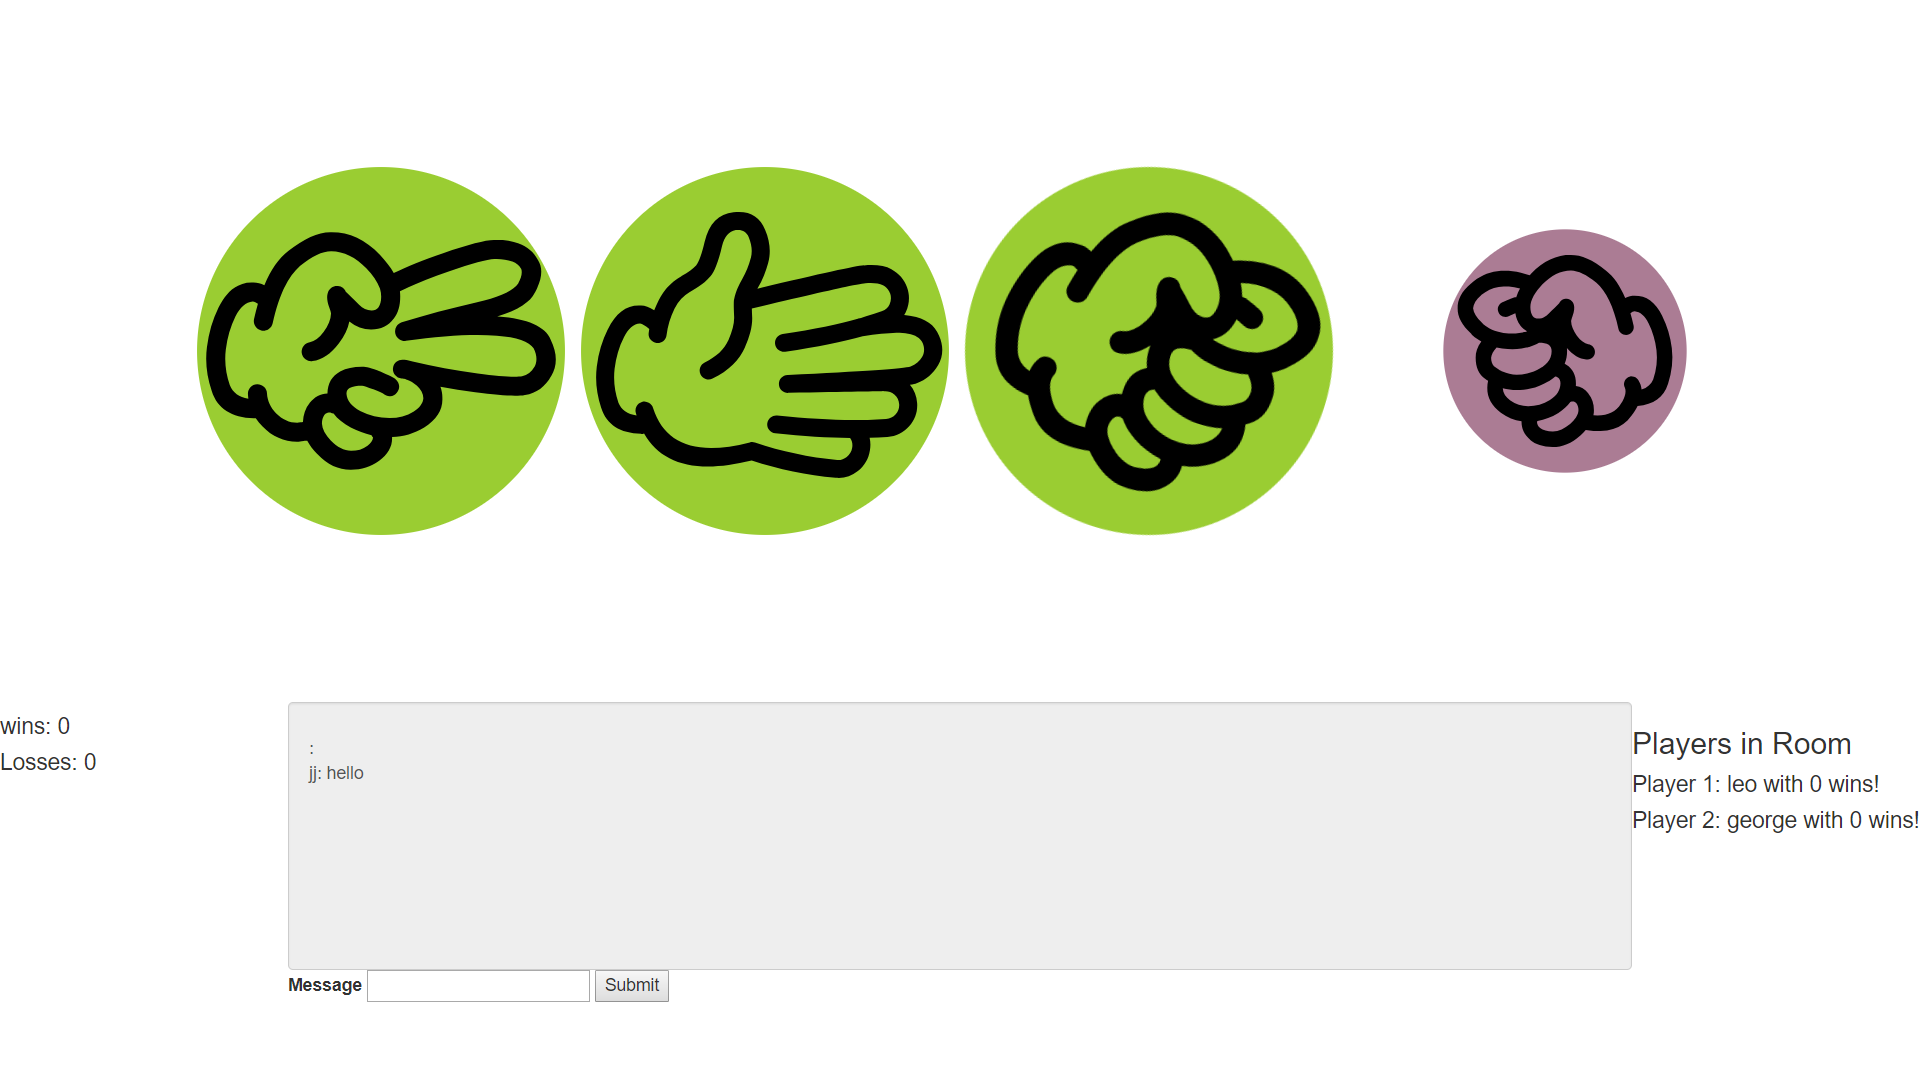 wins: 0
Losses: 0
:
jj: hello
Message
Submit
Players in Room
Player 1: leo with 0 wins!
Player 2: george with 0 wins!